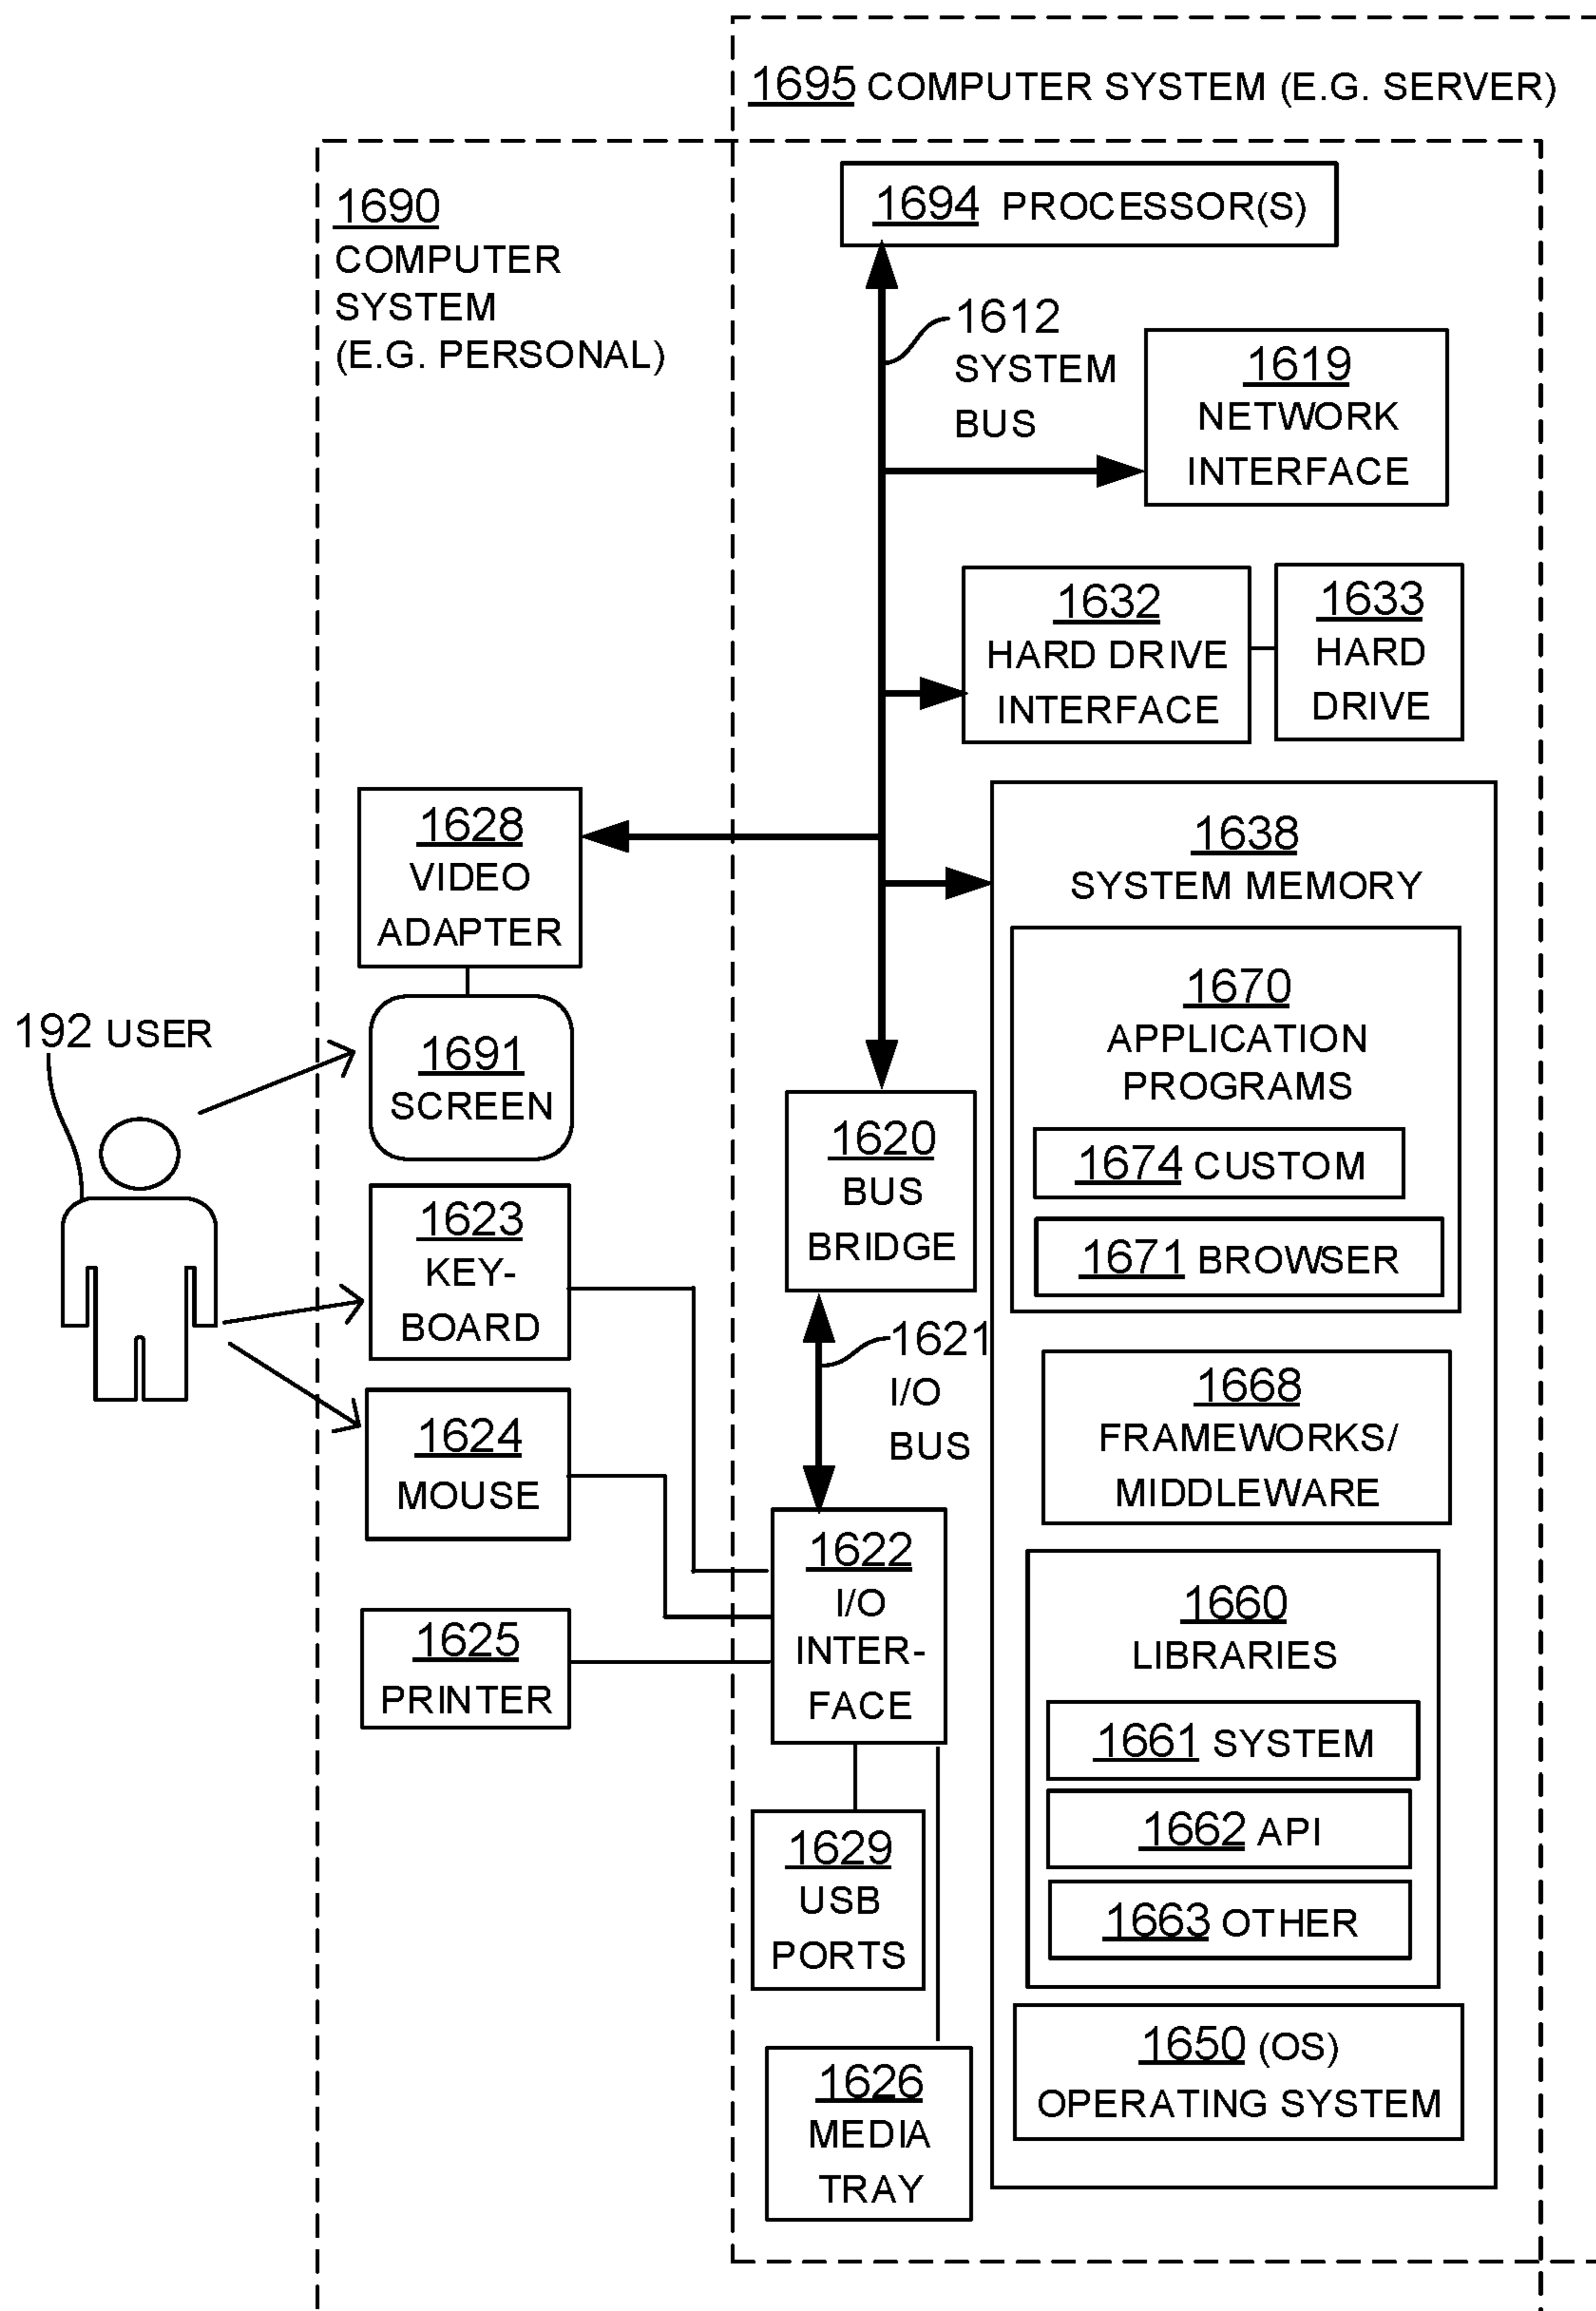 1695 COMPUTER SYSTEM (E.G. SERVER)
1690
COMPUTER
SYSTEM
(E.G. PERSONAL)
1694 PROCESSOR(S)
1612
SYSTEM
BUS
1619
NETWORK
INTERFACE
1632
HARD DRIVE
INTERFACE
1633
HARD
DRIVE
1628
VIDEO
ADAPTER
1638
SYSTEM MEMORY
192 USER
1691
SCREEN
1670
APPLICATION
PROGRAMS
1674 CUSTOM
1671 BROWSER
1620
BUS
BRIDGE
1623
KEY-
BOARD
1621
I/O
BUS
1624
MOUSE
1668
FRAMEWORKS/
MIDDLEWARE
1622
I/O
INTER-
FACE
1625
PRINTER
1660
LIBRARIES
1661 SYSTEM
1662 API
1663 OTHER
1629
USB
PORTS
1650 (OS)
OPERATING SYSTEM
1626
MEDIA
TRAY